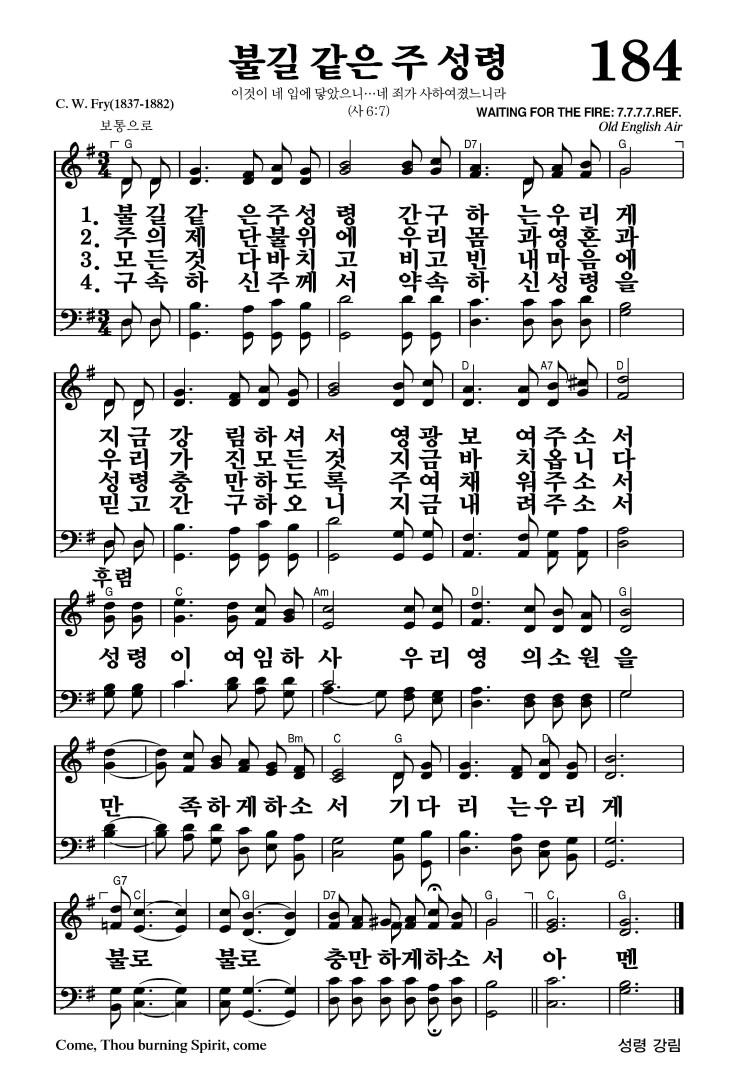 불길 같은 주 성령 184
이것이 네 입에 닿았으니…네 죄가 사하여졌느니라
C. W. Fry(1837-1882) (사 6:7) WAITING FOR THE FIRE: 7.7.7.7.REF.
보통으로 Old English Air
G D7 G
3 4
1. 불길 같 은주성 령 간구 하 는우리 게
2. 주의 제 단불위 에 우리 몸 과영혼 과
3. 모든 것 다바치 고 비고 빈 내마음 에
4. 구속 하 신주께 서 약속 하 신성령 을
3 4
D A7 D
지금 강 림하셔 서 영광 보 여주소 서
우리 가 진모든 것 지금 바 치옵니 다
성령 충 만하도 록 주여 채 워주소 서
믿고 간 구하오 니 지금 내 려주소 서
후렴
G C Am D G
성령 이 여임하 사 우리 영 의소원 을
Bm C G D
만 족하게하소 서 기다 리 는우리 게
G7 C G D7 G C G
불로 불로 충만 하게하소 서 아 멘
Come, Thou burning Spirit, come 성령 강림